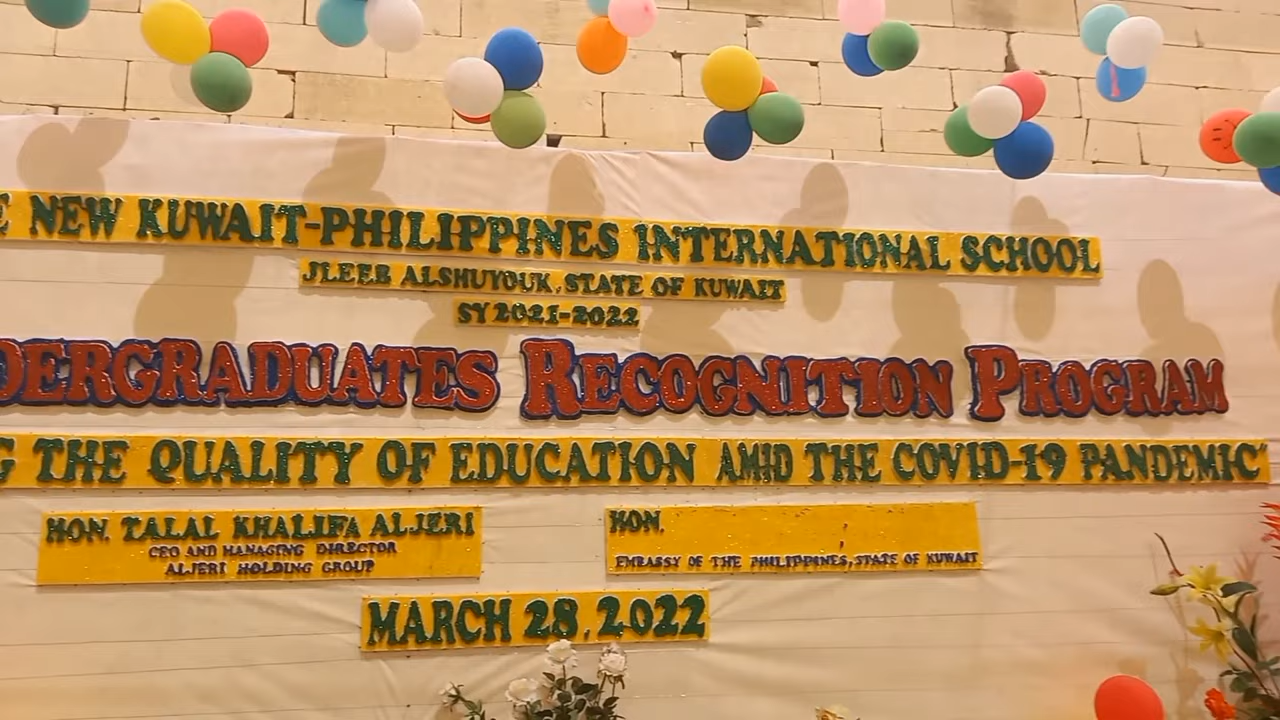 E NEW KUWAIT-PHILIPPINES INTERNATIONAL SCHOOL
JLEEB ALSHUYOUK, STATE OF KUWAIT
SY 2021-2022
DERGRADUATES RECOGNITION PROGRAM
G THE QUALITY OF EDUCATION AMID THE COVID-19 PANDEMIC"
HON. TALAL KHALIFA ALJERI
CEO AND MANAGING DIRECTOR
ALJERI HOLDING GROUP
HON.
EMBASSY OF THE PHILIPPINES, STATE OF KUWAIT
MARCH 28, 2022